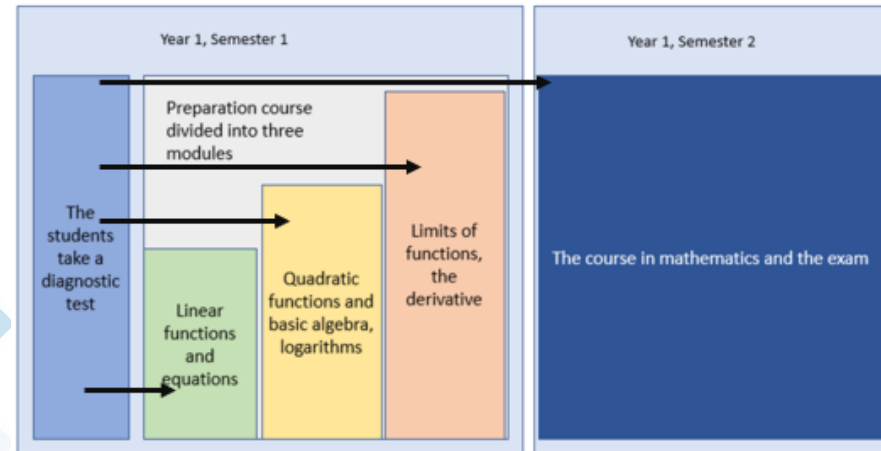 Year 1, Semester 1
Year 1, Semester 2
Preparation course
divided into three
modules
The
students
take a
diagnostic
test
Linear
functions
and
equations
Quadratic
functions and
basic algebra,
logarithms
Limits of
functions,
the
derivative
The course in mathematics and the exam